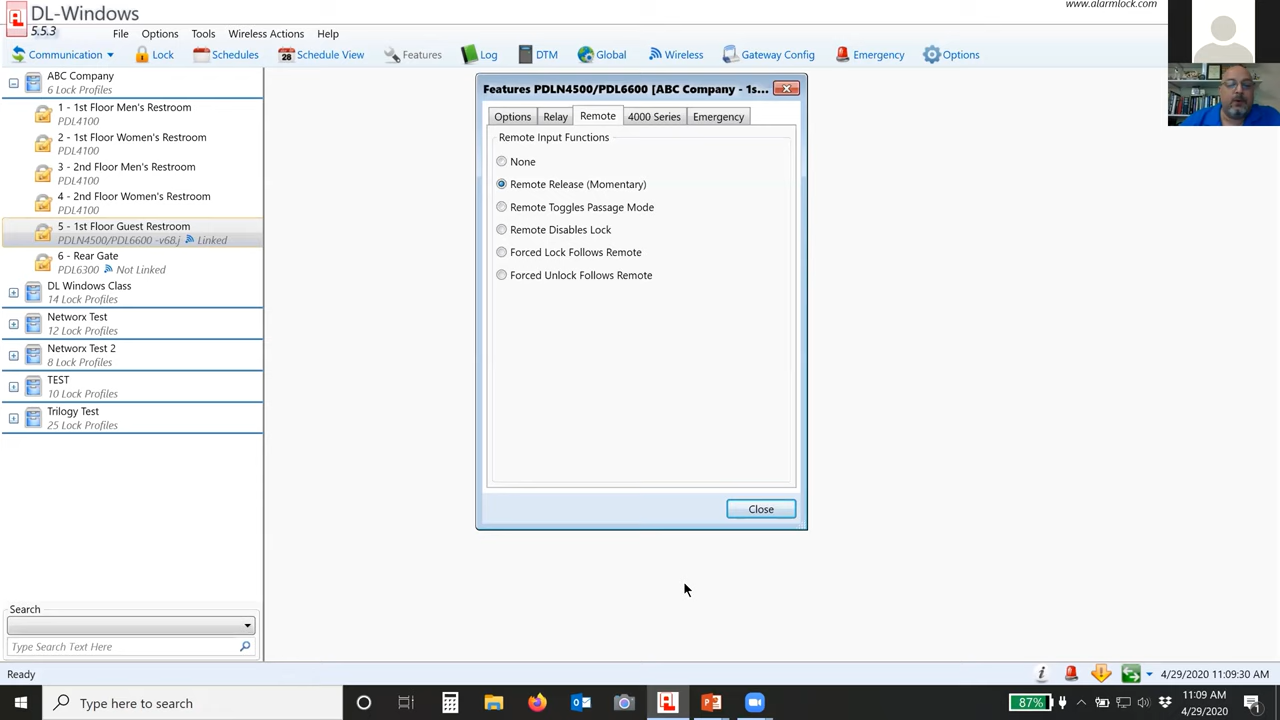 DL-Windows
www.alarmlock.com
5.5.3
File Options Tools Wireless Actions Help
Communication Lock Schedules 28 Schedule View Features Log DTM Global Wireless Gateway Config Emergency Options
ABC Company
6 Lock Profiles
1 - 1st Floor Men's Restroom
PDL4100
2 - 1st Floor Women's Restroom
PDL4100
3 - 2nd Floor Men's Restroom
PDL4100
4 - 2nd Floor Women's Restroom
PDL4100
5 - 1st Floor Guest Restroom
PDLN4500/PDL6600 -v68.j Linked
6 - Rear Gate
PDL6300 Not Linked
DL Windows Class
14 Lock Profiles
Networx Test
12 Lock Profiles
Networx Test 2
8 Lock Profiles
TEST
10 Lock Profiles
Trilogy Test
25 Lock Profiles
Features PDLN4500/PDL6600 [ABC Company - 1s...
Options Relay Remote 4000 Series Emergency
Remote Input Functions
None
Remote Release (Momentary)
Remote Toggles Passage Mode
Remote Disables Lock
Forced Lock Follows Remote
Forced Unlock Follows Remote
Close
Search
Type Search Text Here
Ready
4/29/2020 11:09:30 AM
Type here to search
87%
11:09 AM
4/29/2020
1